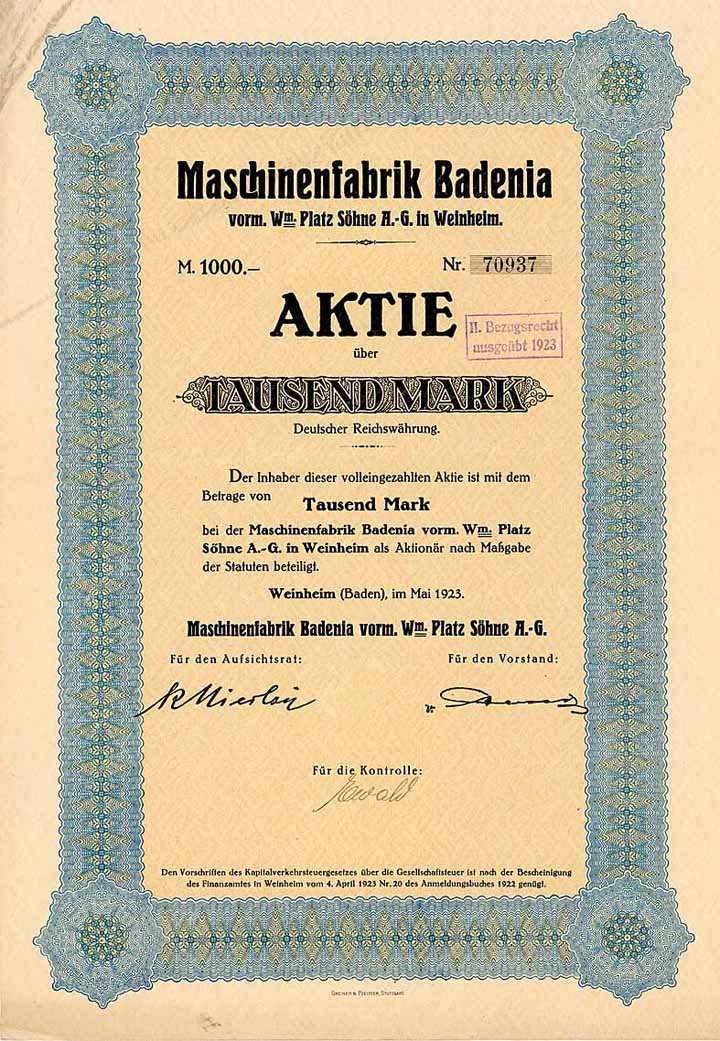 Maschinenfabrik Badenia
vorm. Wm. Platz Söhne A.-G. in Weinheim.
M. 1000.– Nr. 70937
AKTIE
II. Bezugsrecht
ausgeübt 1923
über
TAUSEND MARK
Deutscher Reichswährung.
Der Inhaber dieser volleingezahlten Aktie ist mit dem
Betrage von Tausend Mark
bei der Maschinenfabrik Badenia vorm. Wm. Platz
Söhne A.-G. in Weinheim als Aktionär nach Maßgabe
der Statuten beteiligt.
Weinheim (Baden), im Mai 1923.
Maschinenfabrik Badenia vorm. Wm. Platz Söhne A.-G.
Für den Aufsichtsrat: Für den Vorstand:
Für die Kontrolle:
Ewald
Den Vorschriften des Kapitalverkehrsteuergesetzes über die Gesellschaftsteuer ist nach der Bescheinigung
des Finanzamtes in Weinheim vom 4. April 1923 Nr. 20 des Anmeldungsbuches 1922 genügt.
GREINER & PFEIFFER, STUTTGART